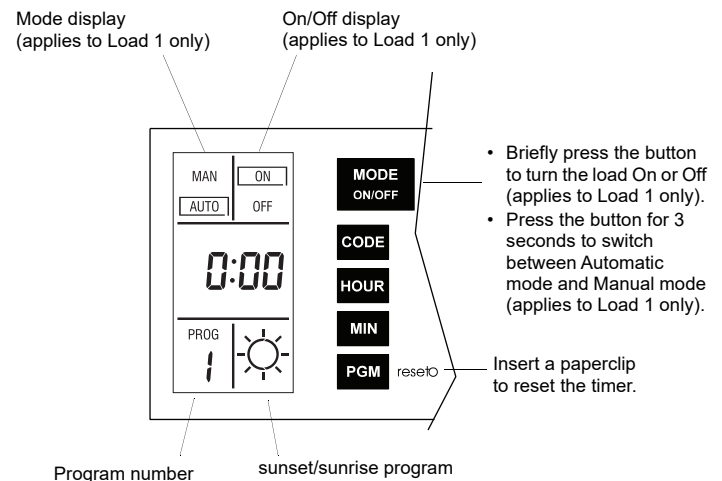 Mode display
(applies to Load 1 only)
On/Off display
(applies to Load 1 only)
MAN
ON
AUTO
OFF
0:00
PROG
1
MODE
ON/OFF
CODE
HOUR
MIN
PGM
reset
• Briefly press the button
to turn the load On or Off
(applies to Load 1 only).
• Press the button for 3
seconds to switch
between Automatic
mode and Manual mode
(applies to Load 1 only).
Insert a paperclip
to reset the timer.
Program number
sunset/sunrise program